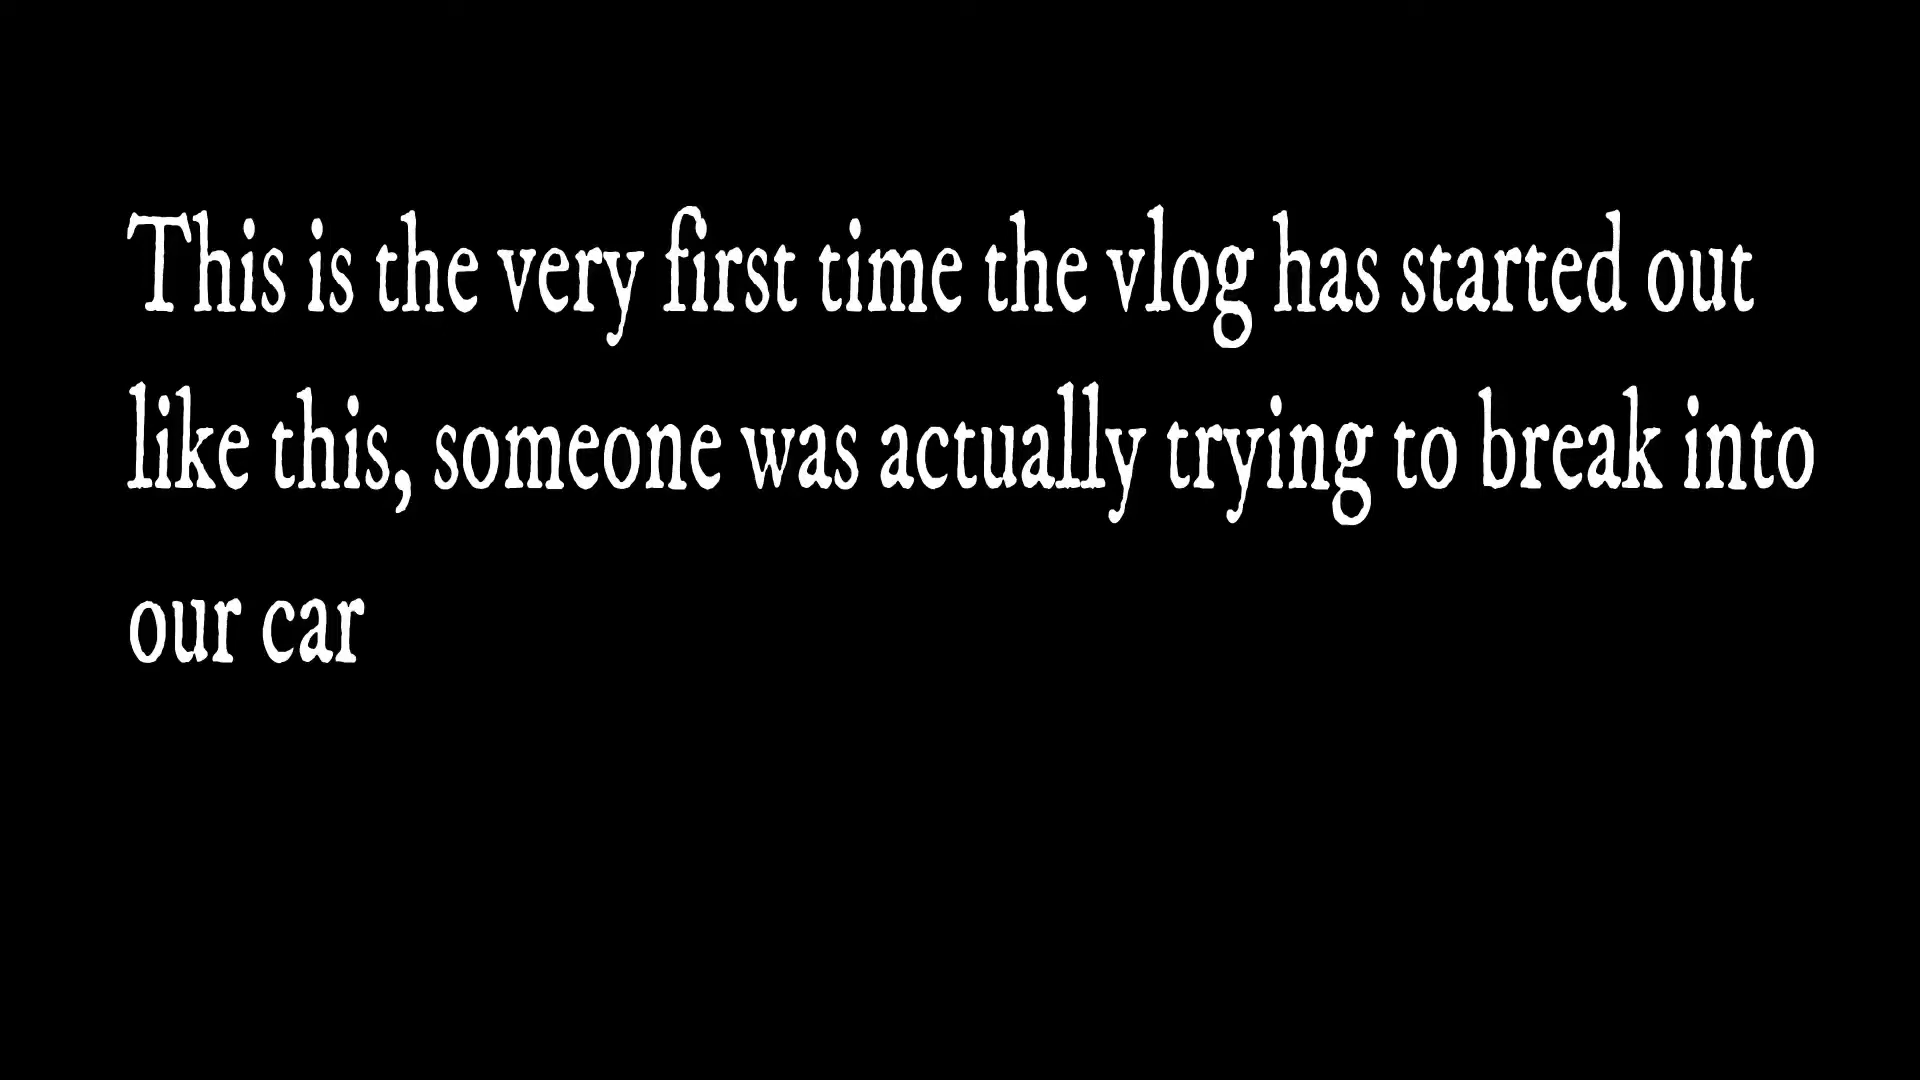 This is the very first time the vlog has started out
like this, someone was actually trying to break into
our car